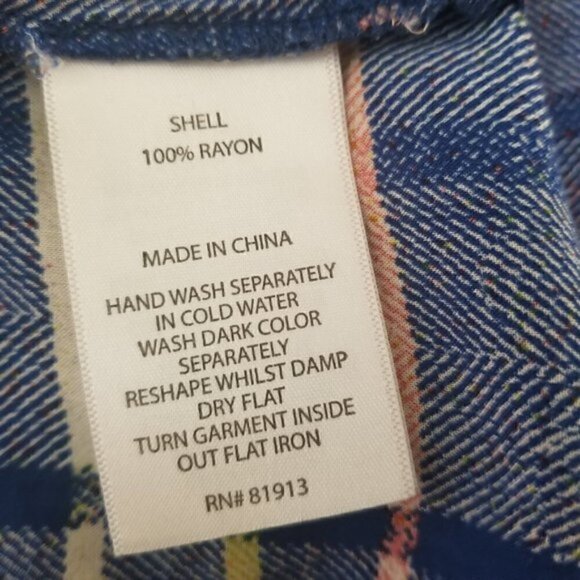 SHELL
100% RAYON
MADE IN CHINA
HAND WASH SEPARATELY
IN COLD WATER
WASH DARK COLOR
SEPARATELY
RESHAPE WHILST DAMP
DRY FLAT
TURN GARMENT INSIDE
OUT FLAT IRON
RN# 81913